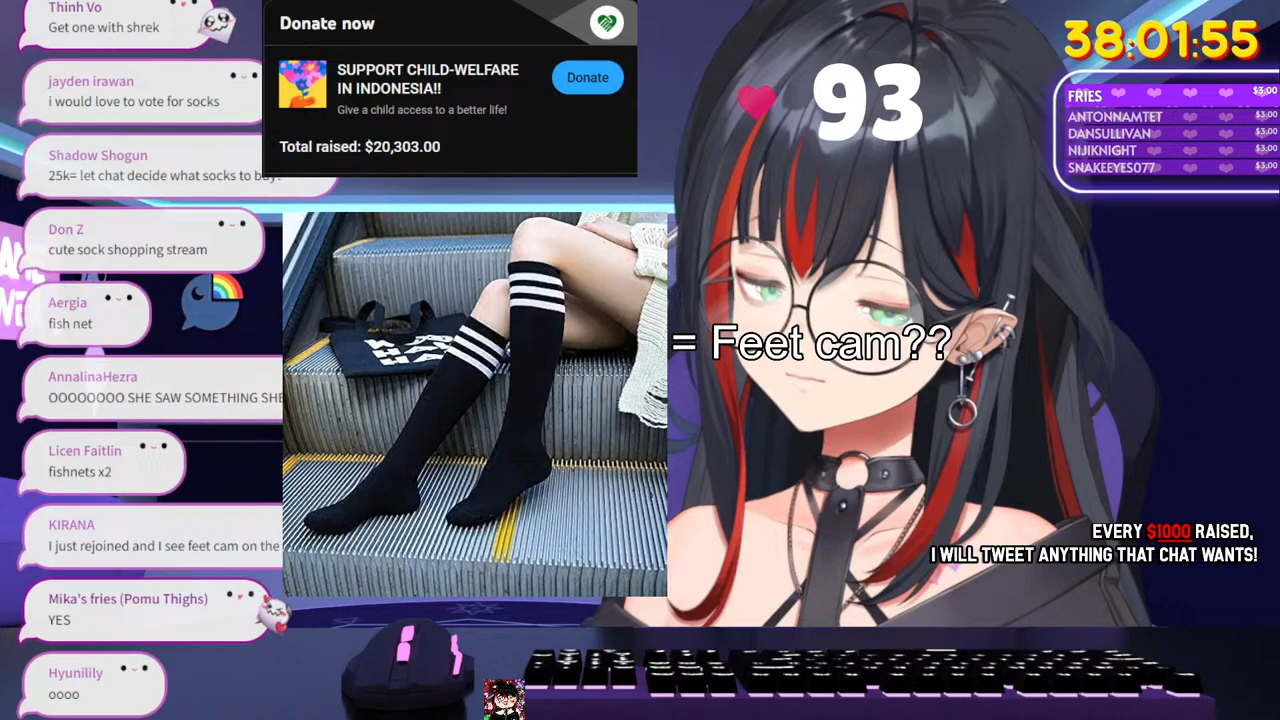 Thinh Vo
Get one with shrek
jayden irawan
i would love to vote for socks
Shadow Shogun
25k= let chat decide what socks to buy?
Don Z
cute sock shopping stream
Aergia
fish net
AnnalinaHezra
OOOOOOOO SHE SAW SOMETHING SHE
Licen Faitlin
fishnets x2
KIRANA
I just rejoined and I see feet cam on the
Mika's fries (Pomu Thighs)
YES
Hyunilily
oooo
Donate now
SUPPORT CHILD-WELFARE
IN INDONESIA!!
Give a child access to a better life!
Donate
Total raised: $20,303.00
93
= Feet cam??
38:01:55
FRIES $3.00
ANTONNAMTET $3.00
DANSULLIVAN $3.00
NIJIKNIGHT $3.00
SNAKEEYES077 $3.00
EVERY $1000 RAISED,
I WILL TWEET ANYTHING THAT CHAT WANTS!